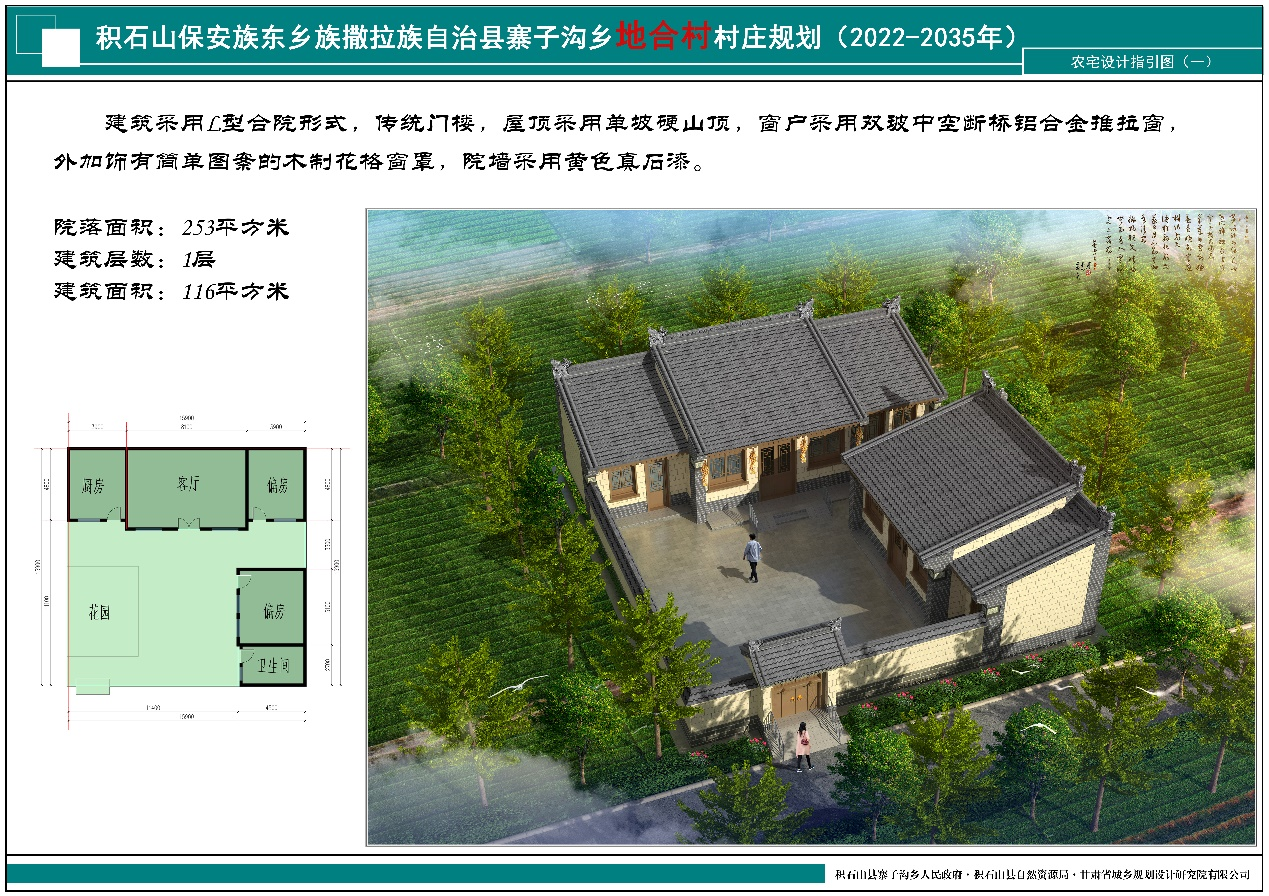 积石山保安族东乡族撒拉族自治县寨子沟乡地合村村庄规划（2022-2035年）
农宅设计指引图（一）
建筑采用L型合院形式，传统门楼，屋顶采用单坡硬山顶，窗户采用双玻中空断桥铝合金推拉窗，
外加饰有简单图案的木制花格窗罩，院墙采用黄色真石漆。
院落面积：253平方米
建筑层数：1层
建筑面积：116平方米
厨房
客厅
偏房
花园
偏房
卫生间
11400
15900
积石山县寨子沟乡人民政府·积石山县自然资源局·甘肃省城乡规划设计研究院有限公司